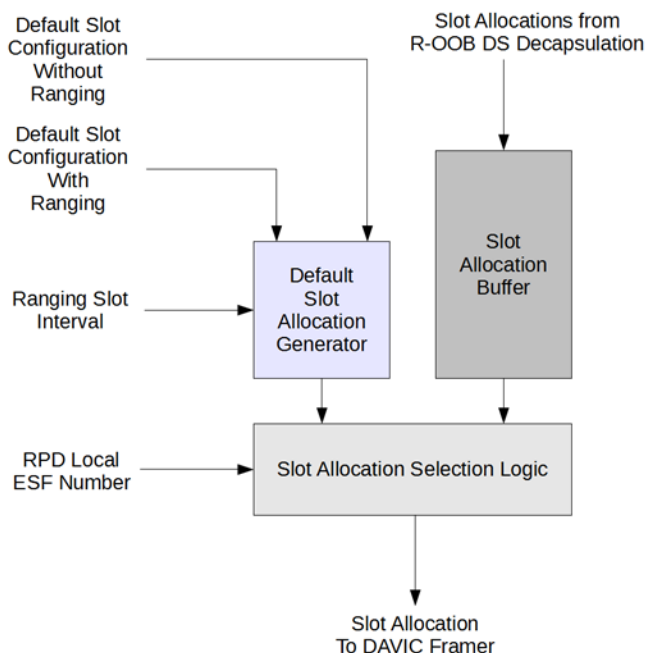 Default Slot
Configuration
Without
Ranging
Slot Allocations from
R-OOB DS Decapsulation
Default Slot
Configuration
With
Ranging
Default
Slot
Allocation
Generator
Slot
Allocation
Buffer
Ranging Slot
Interval
RPD Local
ESF Number
Slot Allocation Selection Logic
Slot Allocation
To DAVIC Framer